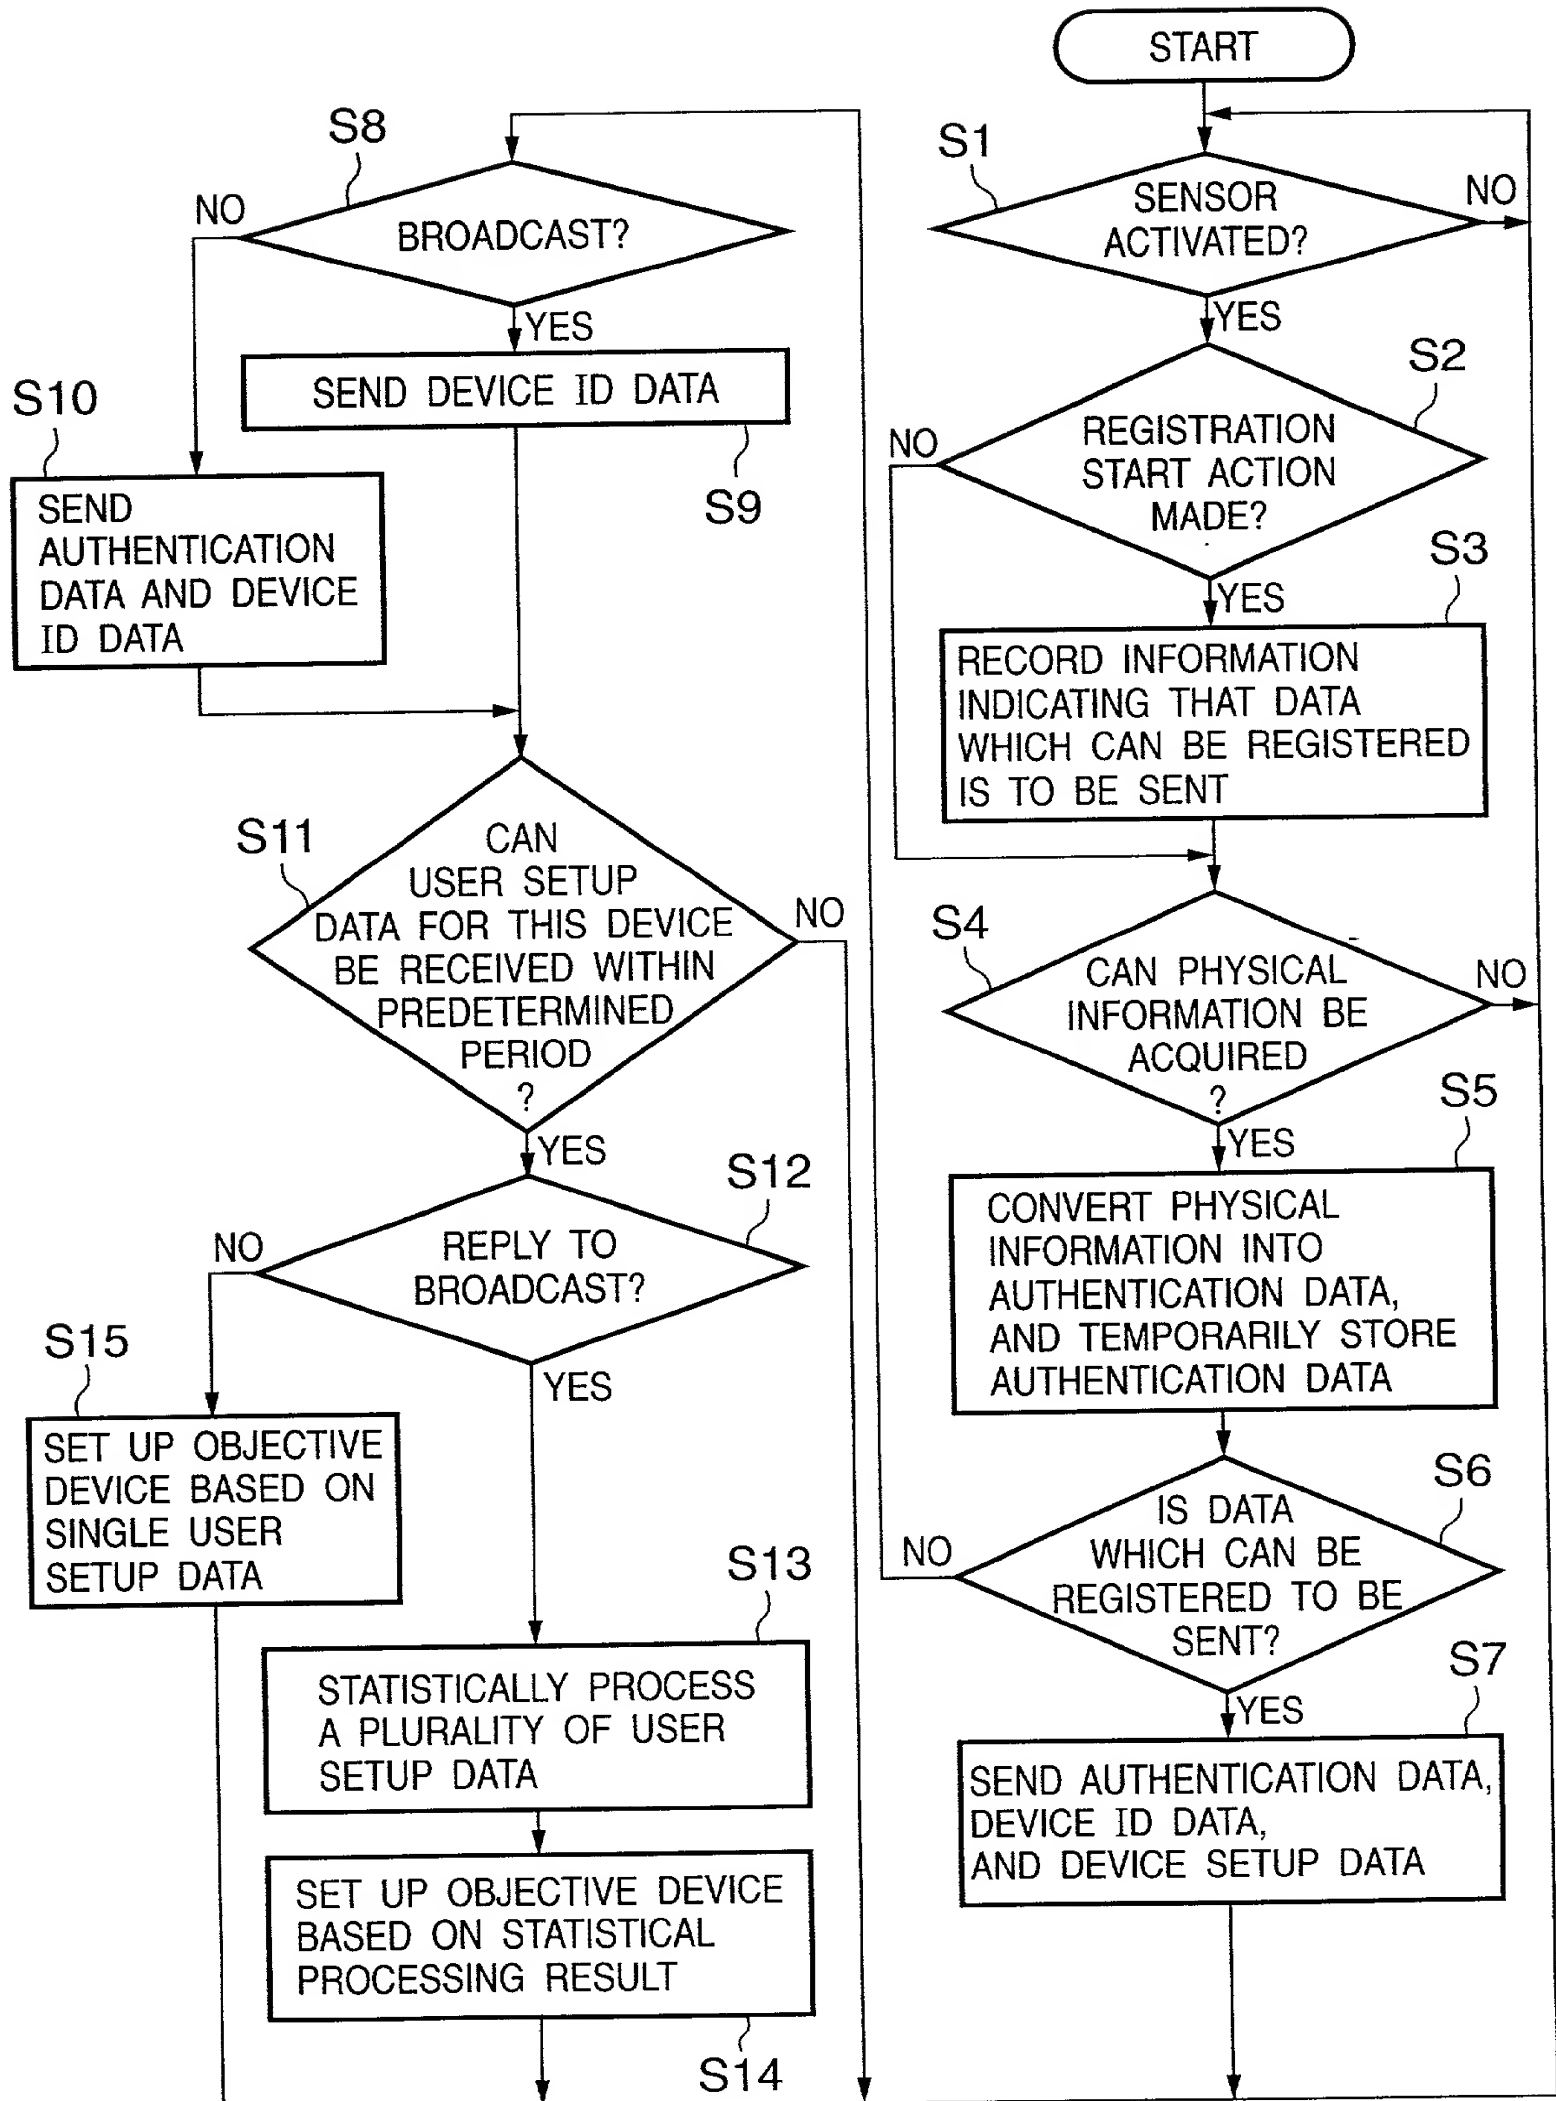 START
S1
SENSOR
ACTIVATED?
NO
YES
S2
REGISTRATION
START ACTION
MADE?
NO
YES
S3
RECORD INFORMATION
INDICATING THAT DATA
WHICH CAN BE REGISTERED
IS TO BE SENT
S4
CAN PHYSICAL
INFORMATION BE
ACQUIRED
?
NO
YES
S5
CONVERT PHYSICAL
INFORMATION INTO
AUTHENTICATION DATA,
AND TEMPORARILY STORE
AUTHENTICATION DATA
S6
IS DATA
WHICH CAN BE
REGISTERED TO BE
SENT?
NO
YES
S7
SEND AUTHENTICATION DATA,
DEVICE ID DATA,
AND DEVICE SETUP DATA
S8
BROADCAST?
NO
YES
SEND DEVICE ID DATA
S9
S10
SEND
AUTHENTICATION
DATA AND DEVICE
ID DATA
S11
CAN
USER SETUP
DATA FOR THIS DEVICE
BE RECEIVED WITHIN
PREDETERMINED
PERIOD
?
NO
YES
S12
REPLY TO
BROADCAST?
NO
YES
S15
SET UP OBJECTIVE
DEVICE BASED ON
SINGLE USER
SETUP DATA
S13
STATISTICALLY PROCESS
A PLURALITY OF USER
SETUP DATA
SET UP OBJECTIVE DEVICE
BASED ON STATISTICAL
PROCESSING RESULT
S14